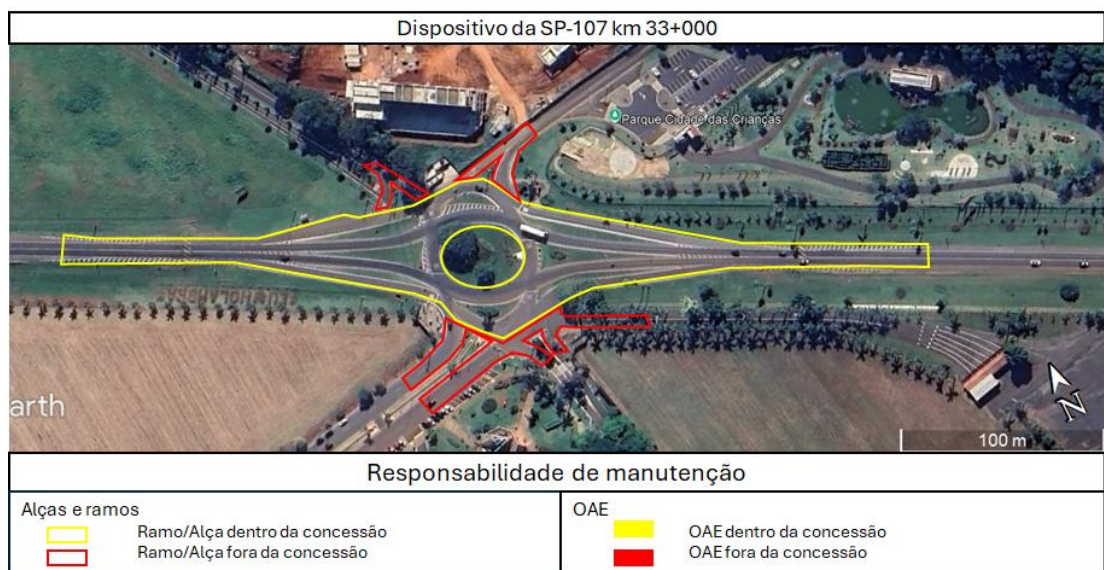 Dispositivo da SP-107 km 33+000
Parque Cidade das Crianças
arth
N
100 m
Responsabilidade de manutenção
Alças e ramos
Ramo/Alça dentro da concessão
Ramo/Alça fora da concessão
OAE
OAE dentro da concessão
OAE fora da concessão